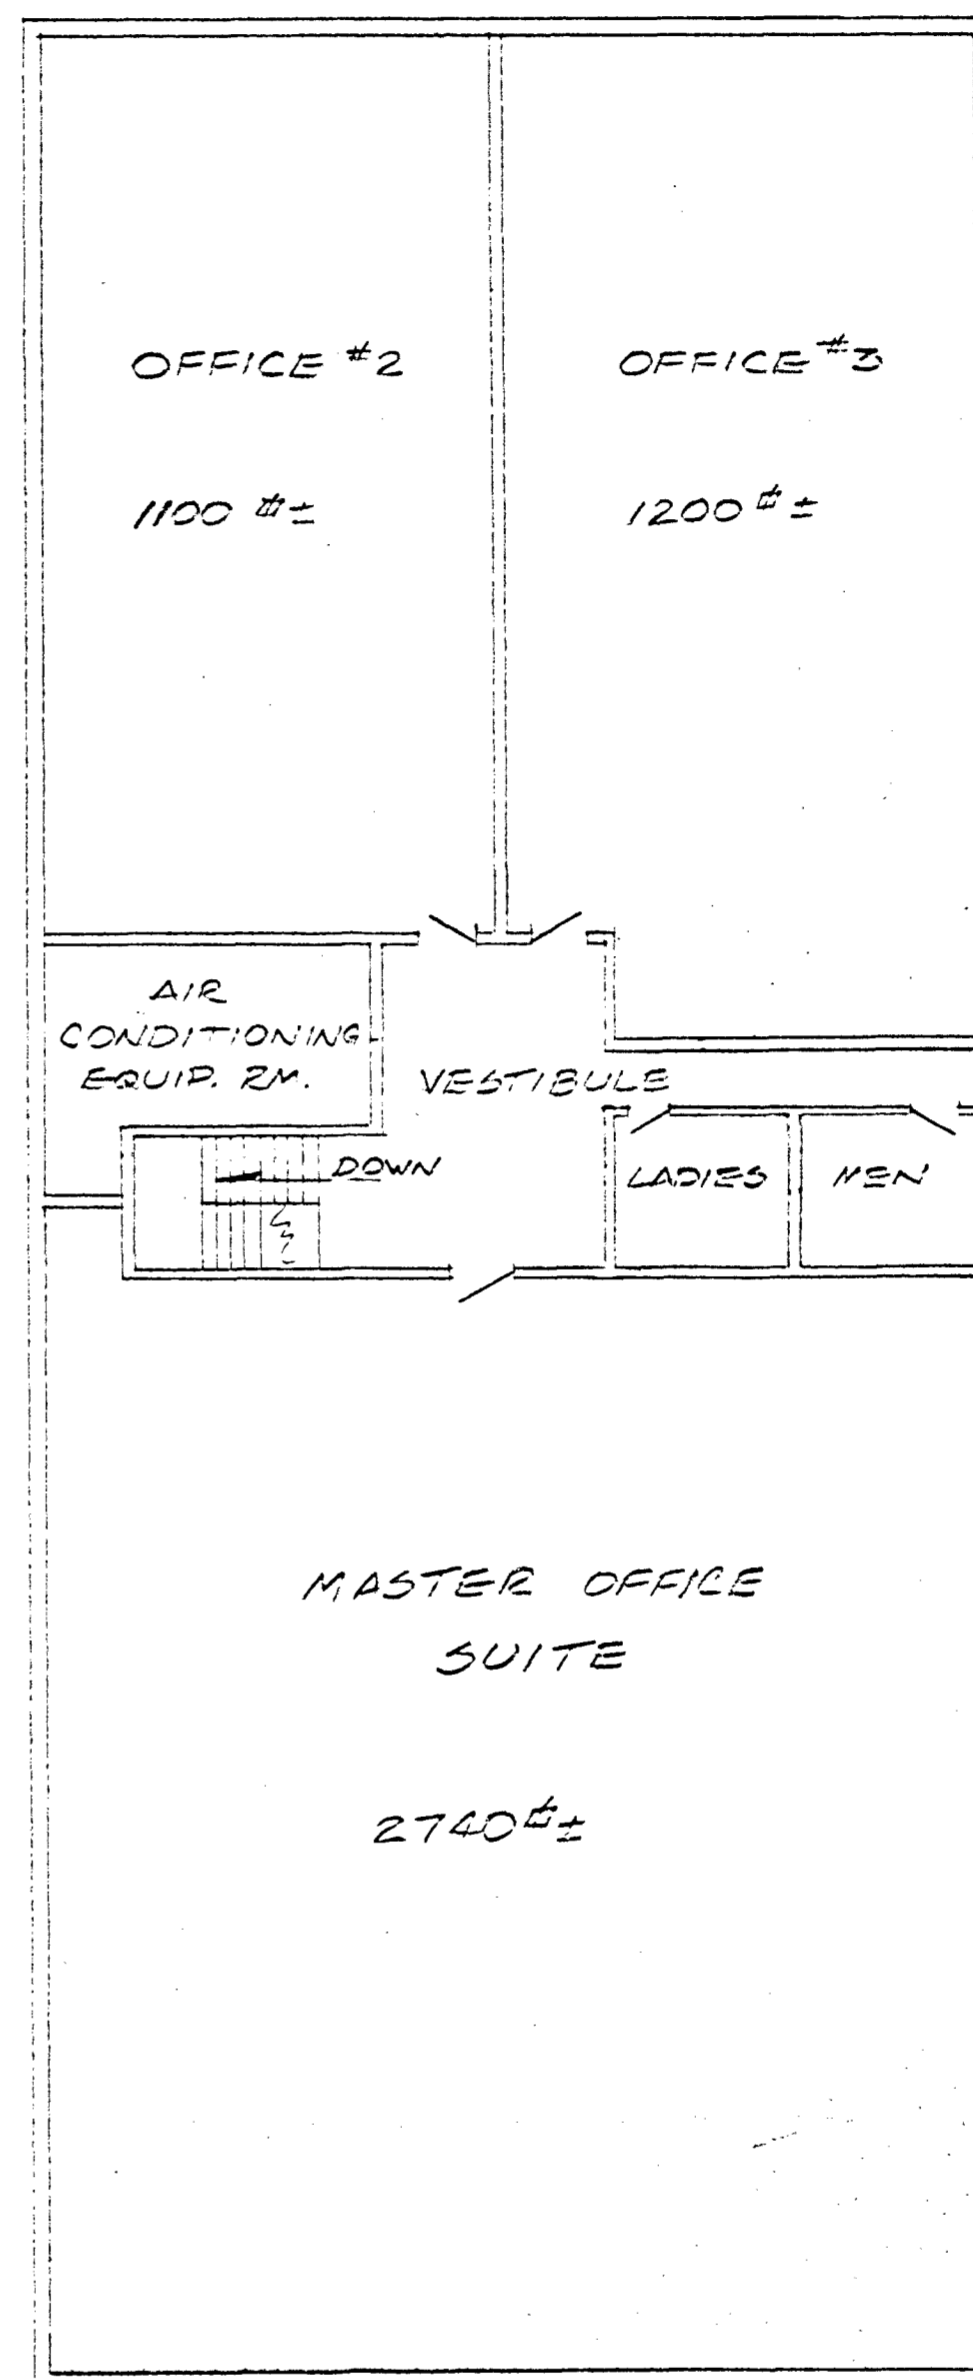 OFFICE #2
1100 #±
OFFICE #3
1200 #±
AIR
CONDITIONING
EQUIP. RM.
VESTIBULE
DOWN
LADIES
MEN
MASTER OFFICE
SUITE
2740 #±